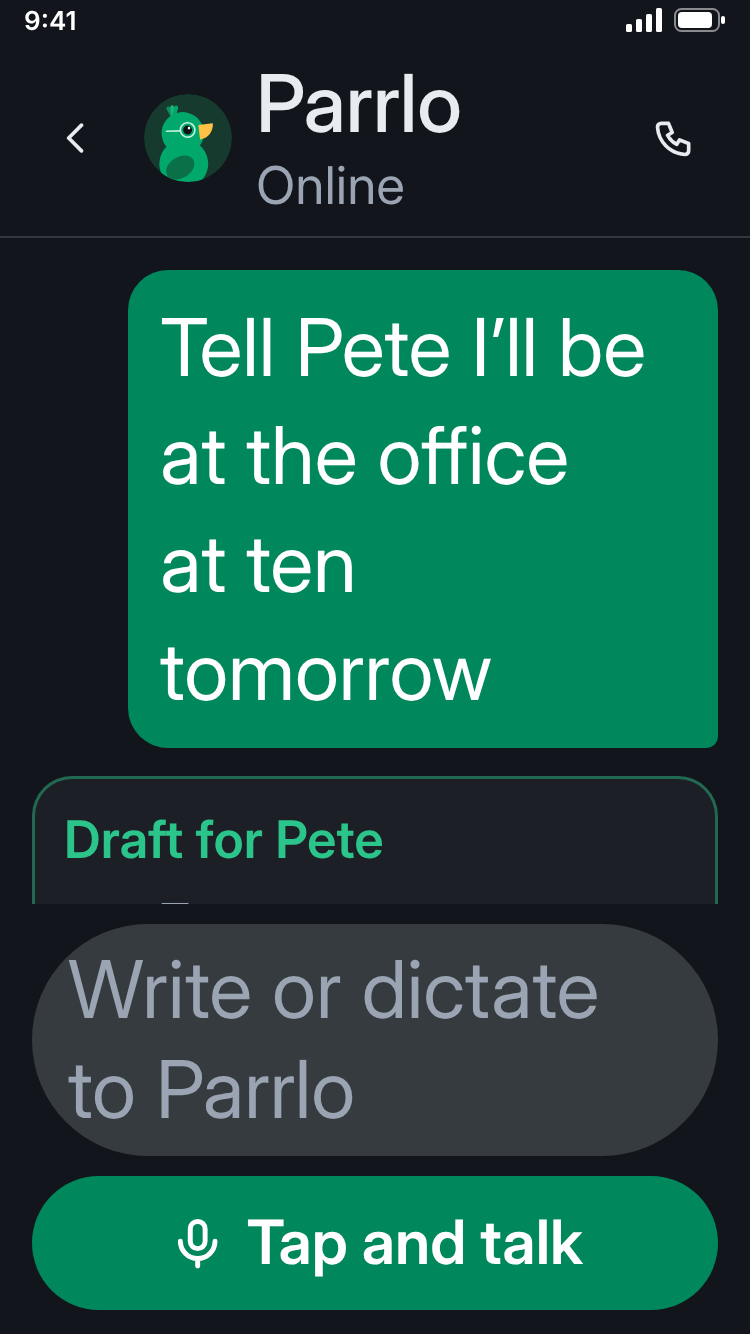 9:41
Parrlo
Online
Tell Pete I’ll be
at the office
at ten
tomorrow
Draft for Pete
Write or dictate
to Parrlo
Tap and talk